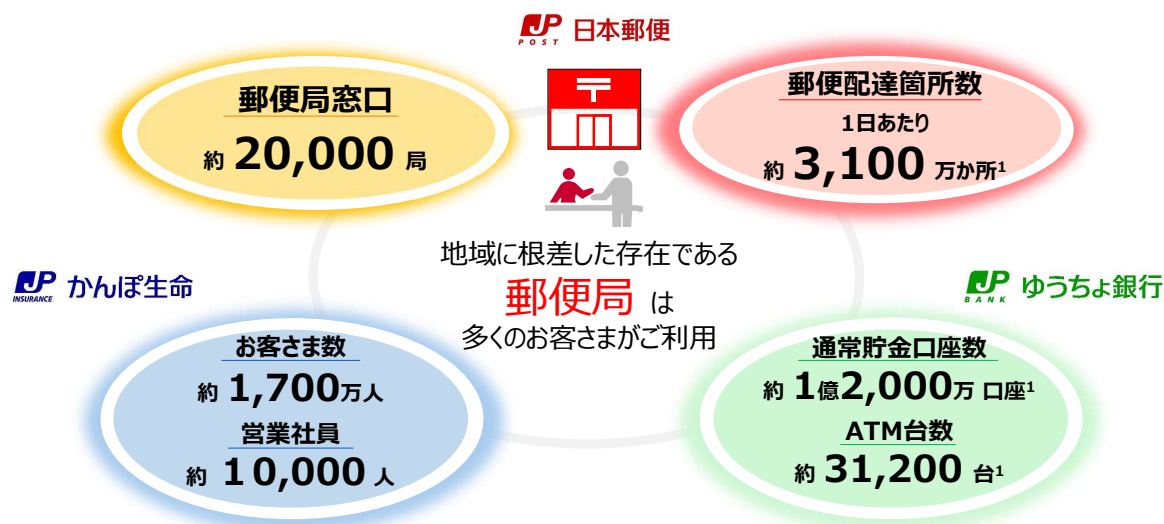 JP POST 日本郵便
郵便局窓口
約 20,000 局
郵便配達箇所数
1日あたり
約 3,100 万か所1
地域に根差した存在である
郵便局 は
多くのお客さまがご利用
JP INSURANCE かんぽ生命
お客さま数
約 1,700万人
営業社員
約 10,000 人
JP BANK ゆうちょ銀行
通常貯金口座数
約 1億2,000万 口座1
ATM台数
約 31,200 台1